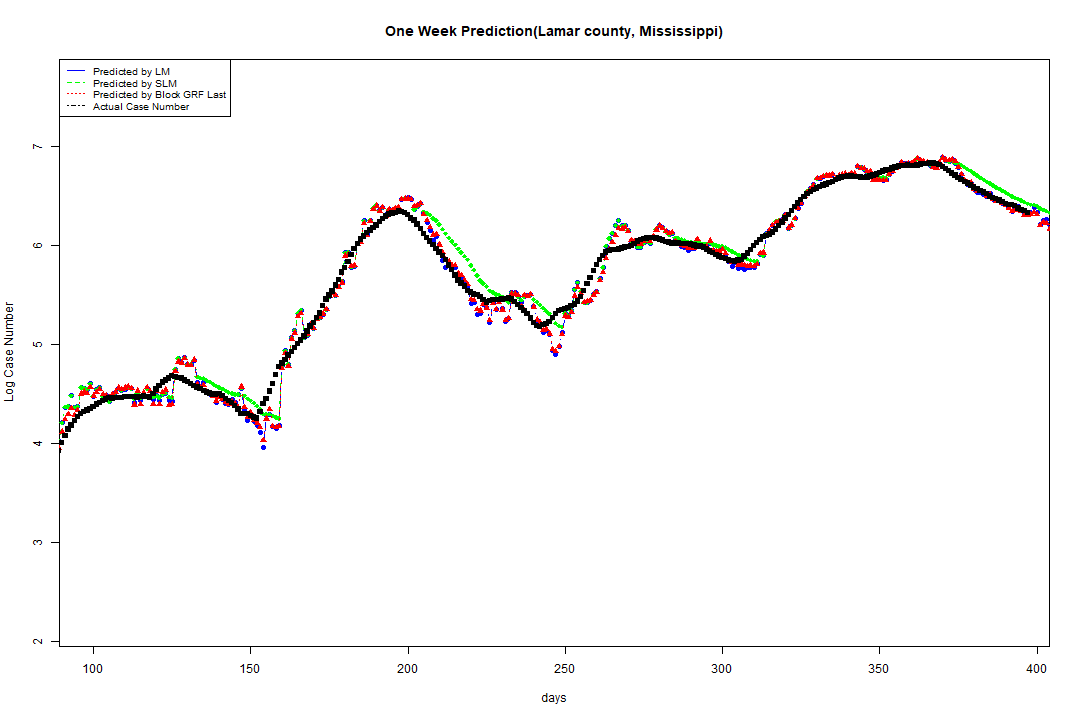 One Week Prediction(Lamar county, Mississippi)
Predicted by LM
Predicted by SLM
Predicted by Block GRF Last
Actual Case Number
Log Case Number
7
6
5
4
3
2
100 150 200 250 300 350 400
days